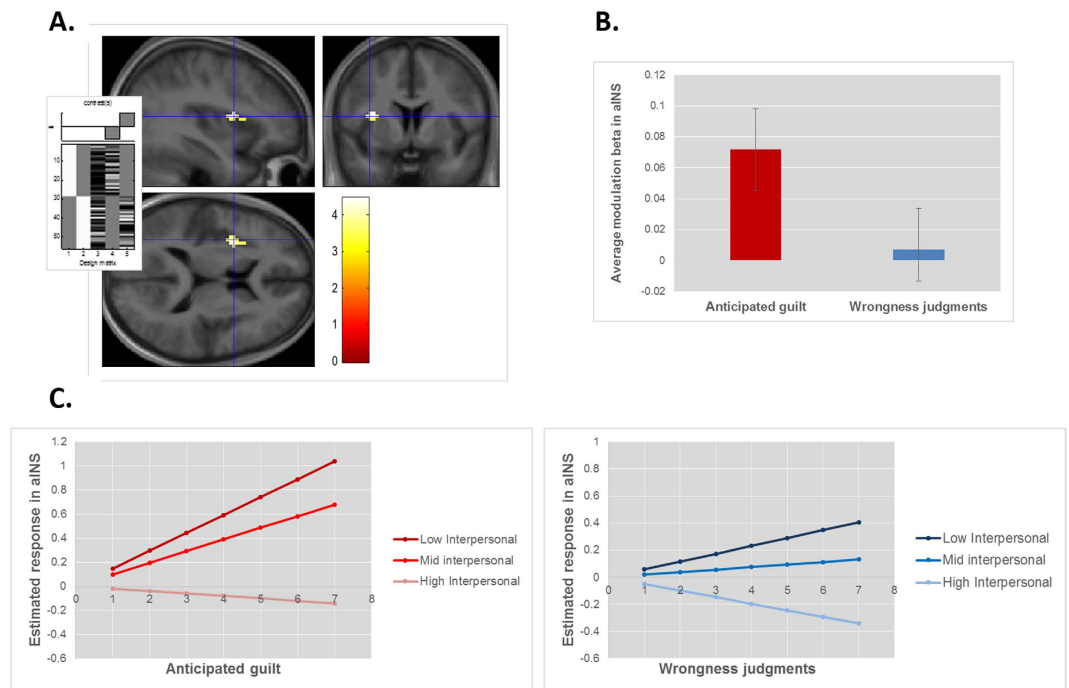 A.
contrast(s)
10
20
30
40
50
1 2 3 4 5
Design matrix
4
3
2
1
0
B.
Average modulation beta in aINS
0.12
0.1
0.08
0.06
0.04
0.02
0
-0.02
Anticipated guilt Wrongness judgments
C.
Estimated response in aINS
1.2
1
0.8
0.6
0.4
0.2
0
-0.2
-0.4
-0.6
0 1 2 3 4 5 6 7 8
Anticipated guilt
Low Interpersonal
Mid interpersonal
High Interpersonal
Estimated response in aINS
1
0.8
0.6
0.4
0.2
0
-0.2
-0.4
-0.6
0 1 2 3 4 5 6 7 8
Wrongness judgments
Low Interpersonal
Mid interpersonal
High Interpersonal